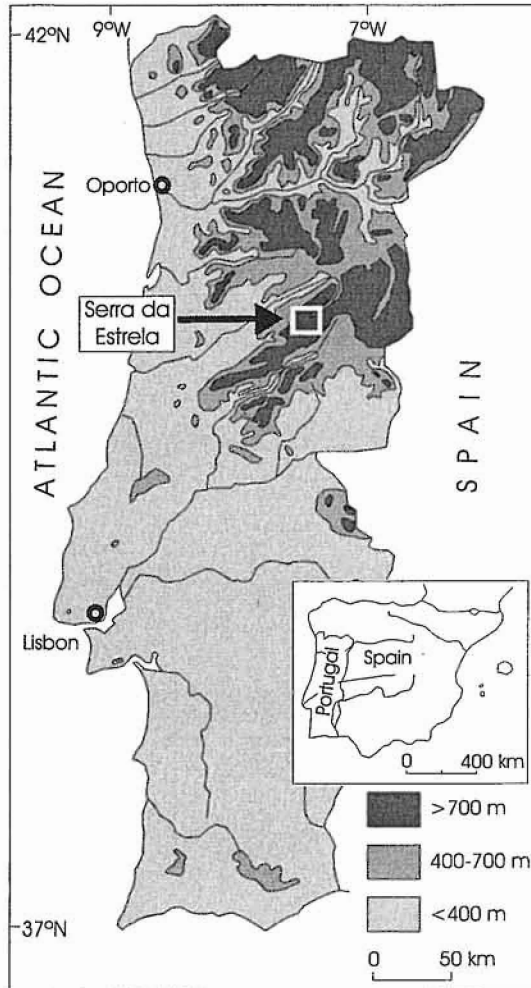 9ºW
7ºW
42ºN
Oporto
ATLANTIC OCEAN
Serra da
Estrela
SPAIN
Lisbon
Portugal
Spain
0 400 km
>700 m
400-700 m
<400 m
37ºN
0 50 km